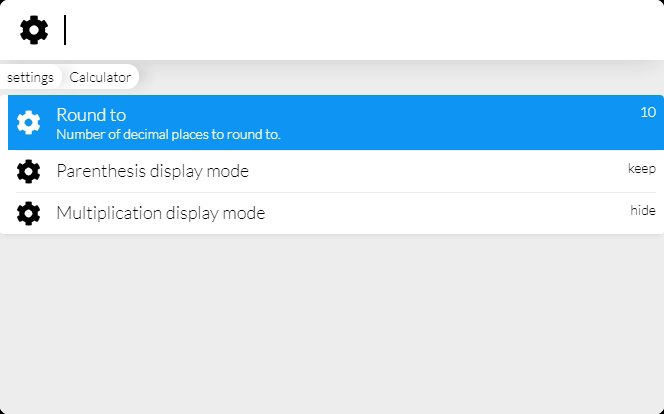 settings Calculator
Round to 10
Number of decimal places to round to.
Parenthesis display mode keep
Multiplication display mode hide